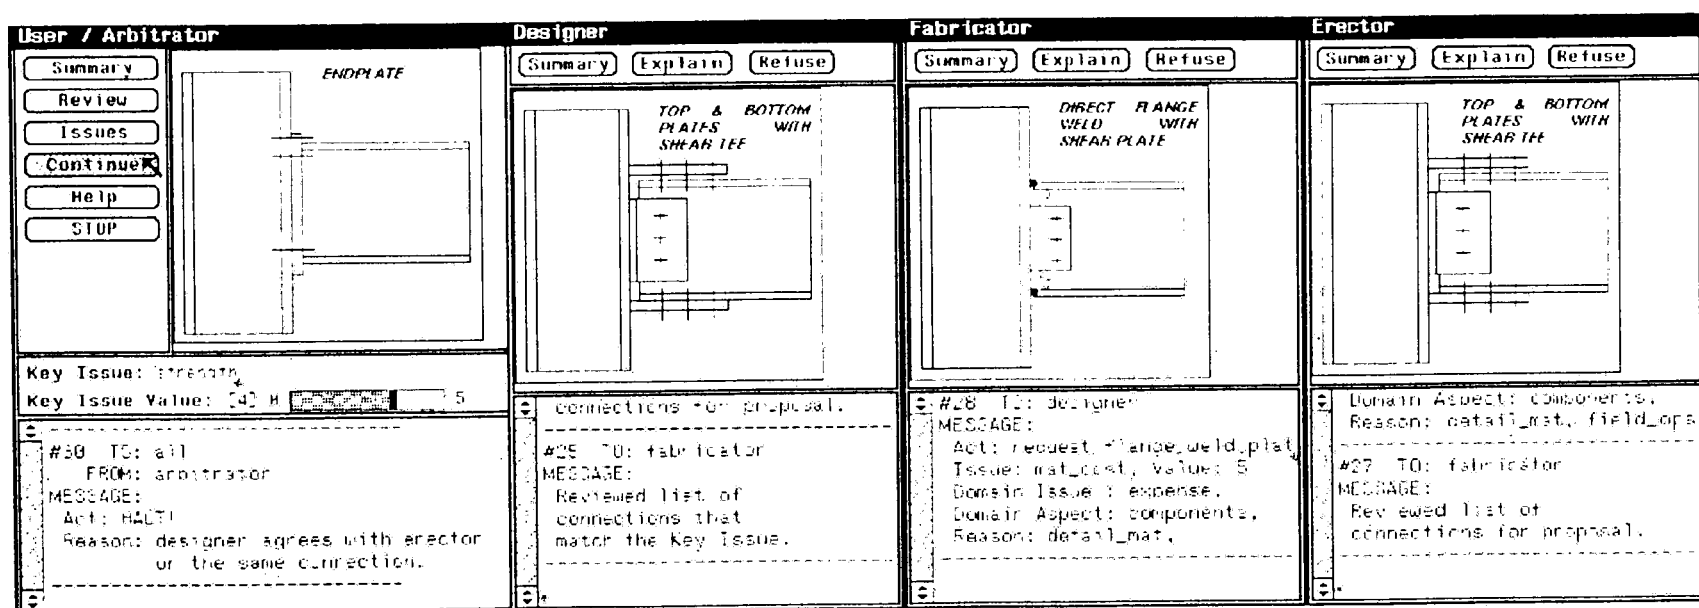 User / Arbitrator
Summary
Review
Issues
Continue
Help
STOP
ENDPLATE
Key Issue: strength
Key Issue Value: [4] H 5
#30 TO: all
FROM: arbitrator
MESSAGE:
Act: HALT!
Reason: designer agrees with erector
on the same connection.
Designer
Summary Explain Refuse
TOP & BOTTOM
PLATES WITH
SHEAR TEE
connections for proposal.
#25 TO: fabricator
MESSAGE:
Reviewed list of
connections that
match the Key Issue.
Fabricator
Summary Explain Refuse
DIRECT FLANGE
WELD WITH
SHEAR PLATE
#28 TO: designer
MESSAGE:
Act: request_flange_weld_plat
Issue: mat_cost, Value: 5
Domain Issue : expense,
Domain Aspect: components,
Reason: detail_mat,
Erector
Summary Explain Refuse
TOP & BOTTOM
PLATES WITH
SHEAR TEE
Domain Aspect: components,
Reason: detail_mat, field_ops
#27 TO: fabricator
MESSAGE:
Reviewed list of
connections for proposal.